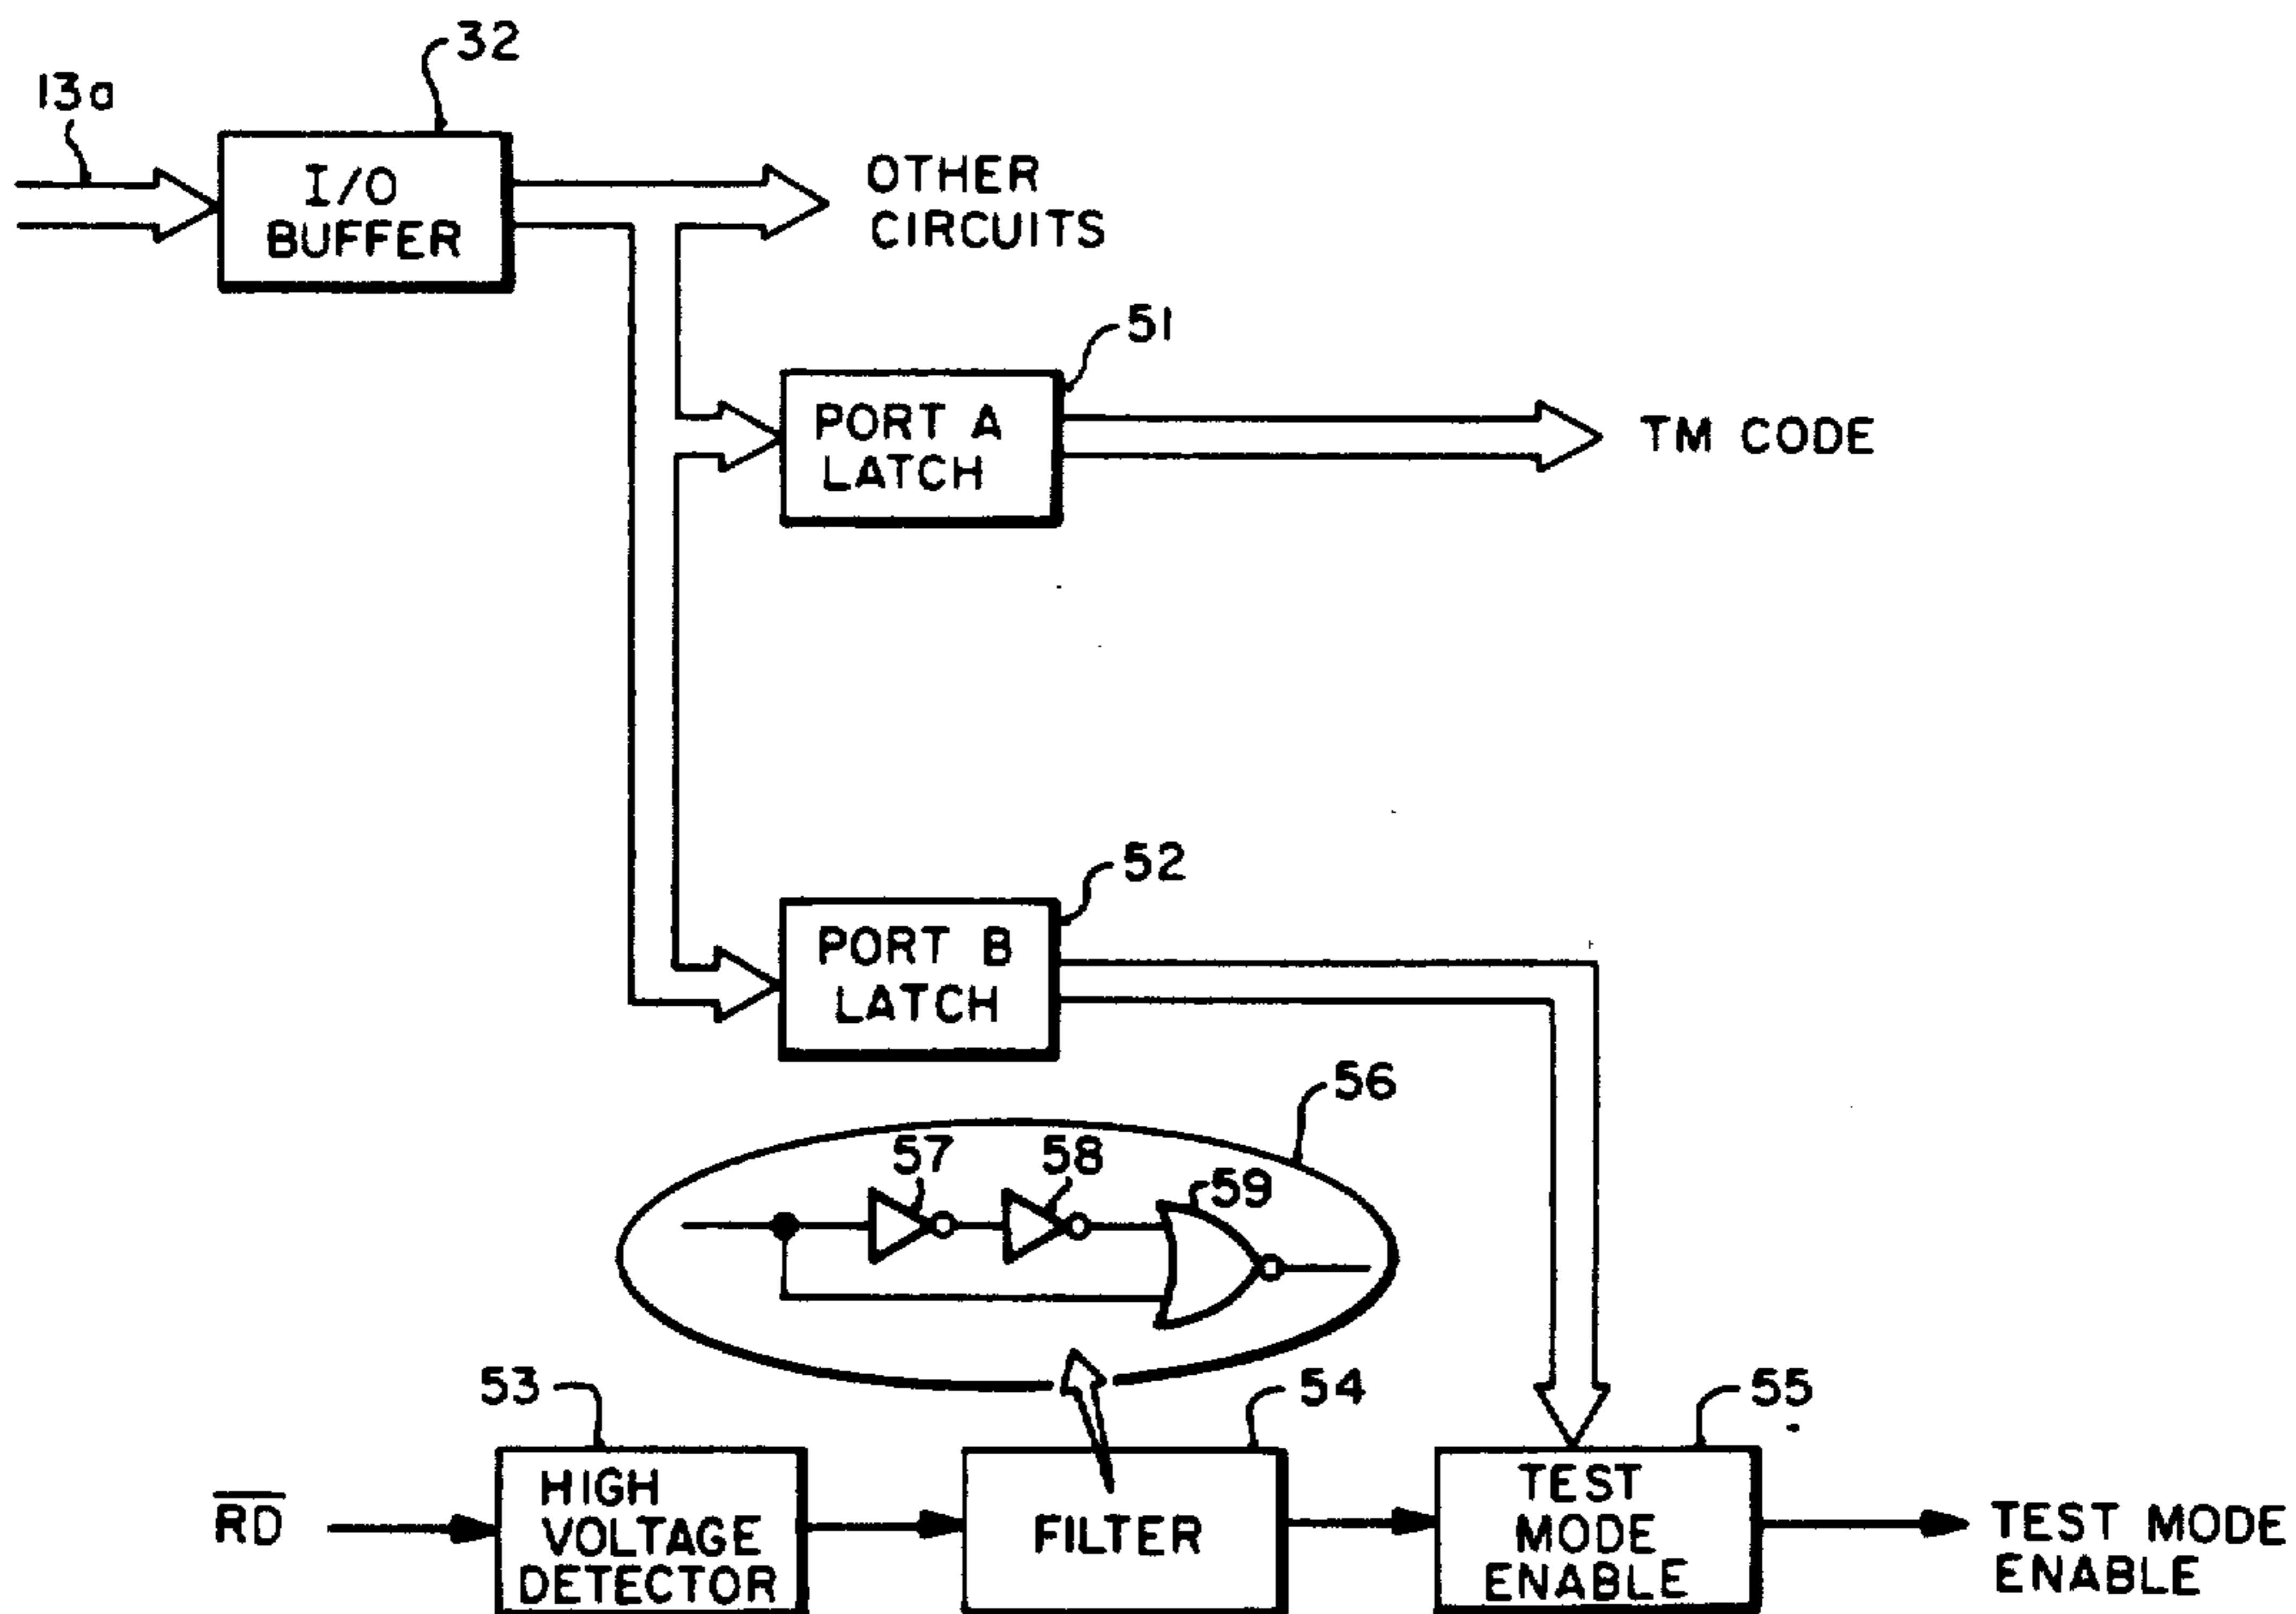 32
13a
I/O
BUFFER
OTHER
CIRCUITS
51
PORT A
LATCH
TM CODE
52
PORT B
LATCH
56
57
58
59
53
54
55
RD
HIGH
VOLTAGE
DETECTOR
FILTER
TEST
MODE
ENABLE
TEST MODE
ENABLE